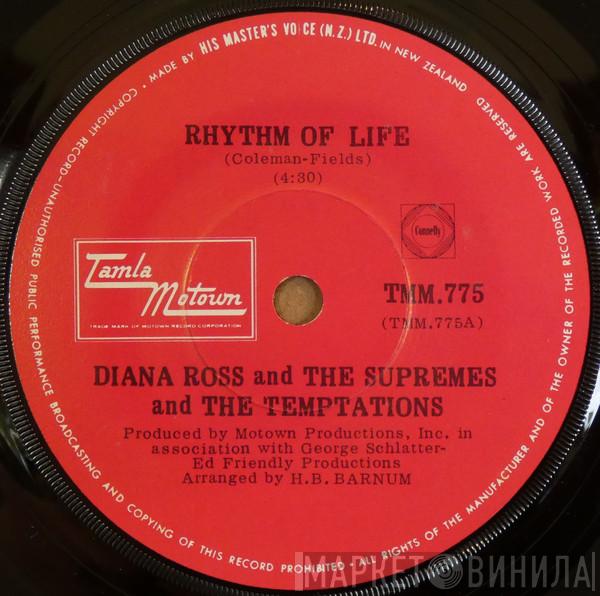 MADE BY HIS MASTER'S VOICE (N.Z.) LTD. IN NEW ZEALAND
RHYTHM OF LIFE
(Coleman-Fields)
(4:30)
Connelly
Tamla
Motown
TRADE MARK OF MOTOWN RECORD CORPORATION
TMM.775
(TMM.775A)
DIANA ROSS and THE SUPREMES
and THE TEMPTATIONS
Produced by Motown Productions, Inc. in
association with George Schlatter-
Ed Friendly Productions
Arranged by H.B. BARNUM
COPYRIGHT RECORD-UNAUTHORISED PUBLIC PERFORMANCE BROADCASTING AND COPYING OF THIS RECORD PROHIBITED • ALL RIGHTS OF THE MANUFACTURER AND OF THE OWNER OF THE RECORDED WORK ARE RESERVED
МАРКЕТ ВИНИЛА